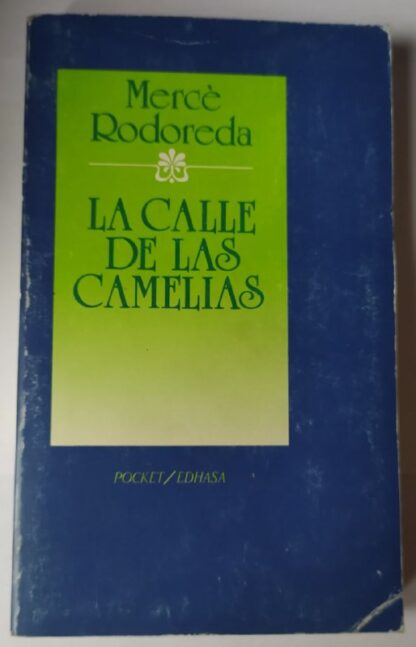 Mercè
Rodoreda
LA CALLE
DE LAS
CAMELIAS
POCKET/EDHASA